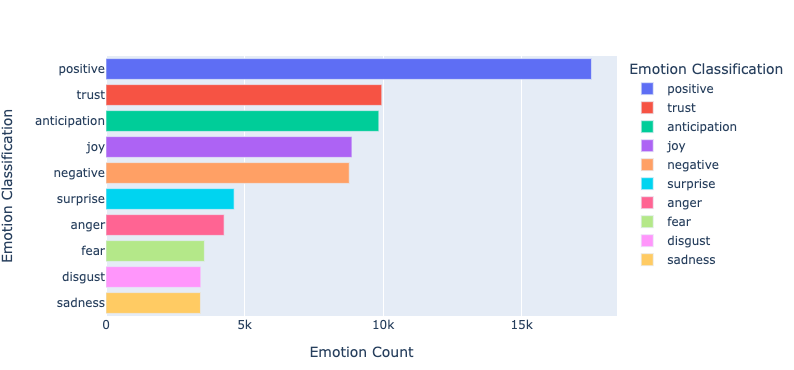 positive
trust
anticipation
joy
negative
surprise
anger
fear
disgust
sadness
0 5k 10k 15k
Emotion Count
Emotion Classification
Emotion Classification
positive
trust
anticipation
joy
negative
surprise
anger
fear
disgust
sadness